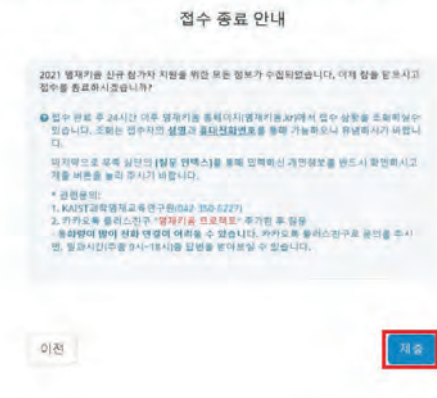 접수 종료 안내
2021 영재키움 신규 참가자 지원을 위한 모든 정보가 수집되었습니다. 이제 창을 닫으시고
접수를 종료하시겠습니까?
접수 완료 후 24시간 이후 영재키움 홈페이지(영재키움.kr)에서 접수 상황을 조회하실수
있습니다. 조회는 접수자의 성명과 휴대전화번호를 통해 가능하오니 유념하시기 바랍니
다.
마지막으로 우측 상단의 [질문 인덱스]를 통해 입력하신 개인정보를 반드시 확인하시고
제출 버튼을 눌러 주시기 바랍니다.
* 관련문의:
1. KAIST과학영재교육연구원(042-350-6227)
2. 카카오톡 플러스친구 "영재키움 프로젝트" 추가한 후 질문
- 통화량이 많아 전화 연결이 어려울 수 있습니다. 카카오톡 플러스친구로 문의를 주시
면, 일과시간(주중 9시~18시)중 답변을 받아보실 수 있습니다.
이전
제출